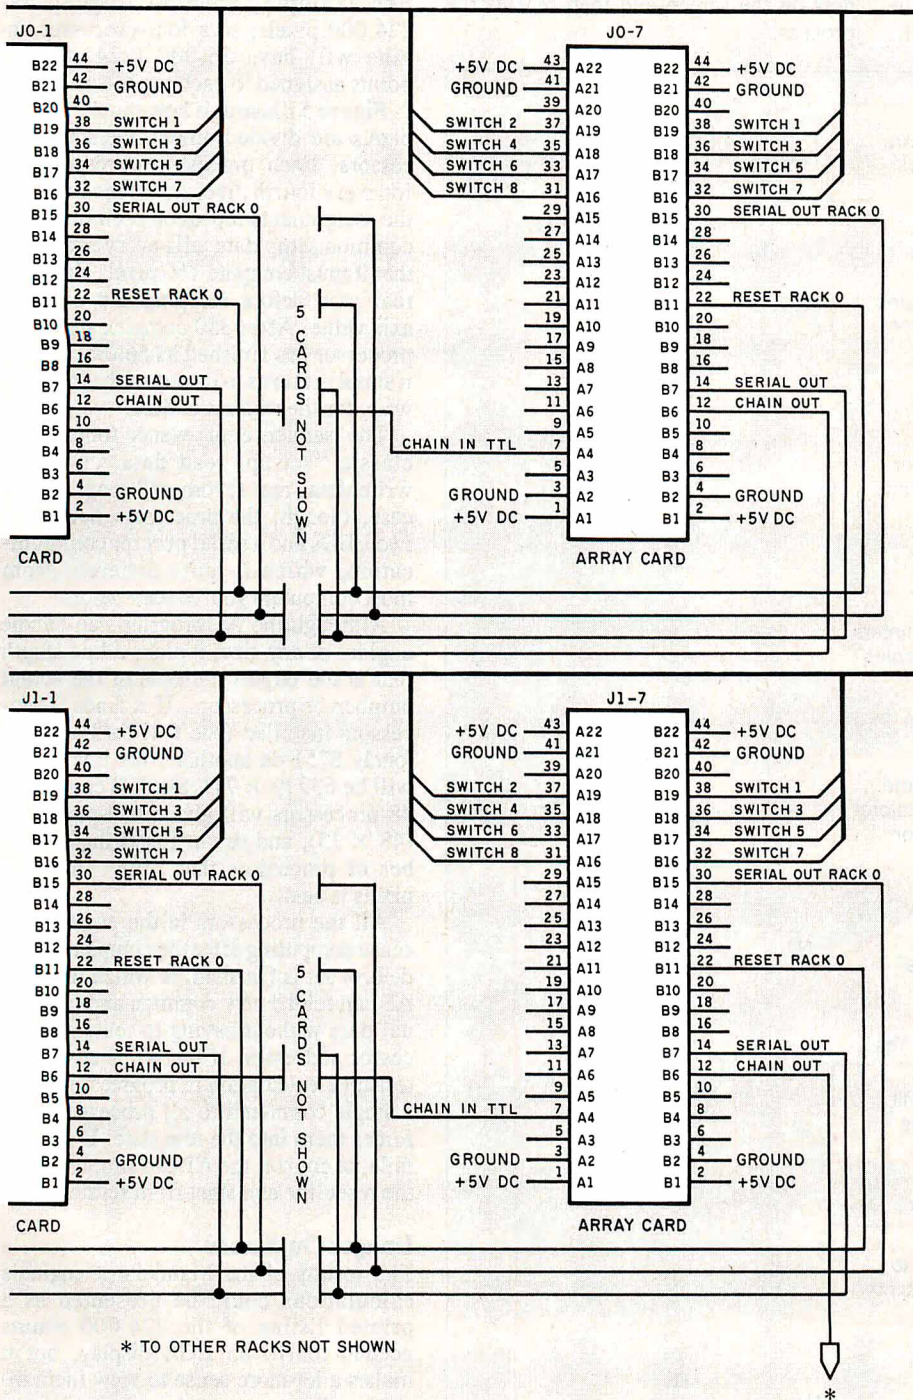 J0-1
J0-7
B22 44 +5V DC
B21 42 GROUND
B20 40
B19 38 SWITCH 1
B18 36 SWITCH 3
B17 34 SWITCH 5
B16 32 SWITCH 7
B15 30 SERIAL OUT RACK 0
B14 28
B13 26
B12 24
B11 22 RESET RACK 0
B10 20
B9 18
B8 16
B7 14 SERIAL OUT
B6 12 CHAIN OUT
B5 10
B4 8
B3 6
B2 4 GROUND
B1 2 +5V DC
CARD
5 CARDS NOT SHOWN
+5V DC 43 A22 B22 44 +5V DC
GROUND 41 A21 B21 42 GROUND
39 A20 B20 40
SWITCH 2 37 A19 B19 38 SWITCH 1
SWITCH 4 35 A18 B18 36 SWITCH 3
SWITCH 6 33 A17 B17 34 SWITCH 5
SWITCH 8 31 A16 B16 32 SWITCH 7
29 A15 B15 30 SERIAL OUT RACK 0
27 A14 B14 28
25 A13 B13 26
23 A12 B12 24
21 A11 B11 22 RESET RACK 0
19 A10 B10 20
17 A9 B9 18
15 A8 B8 16
13 A7 B7 14 SERIAL OUT
11 A6 B6 12 CHAIN OUT
9 A5 B5 10
CHAIN IN TTL 7 A4 B4 8
5 A3 B3 6
GROUND 3 A2 B2 4 GROUND
+5V DC 1 A1 B1 2 +5V DC
ARRAY CARD
J1-1
J1-7
B22 44 +5V DC
B21 42 GROUND
B20 40
B19 38 SWITCH 1
B18 36 SWITCH 3
B17 34 SWITCH 5
B16 32 SWITCH 7
B15 30 SERIAL OUT RACK 0
B14 28
B13 26
B12 24
B11 22 RESET RACK 0
B10 20
B9 18
B8 16
B7 14 SERIAL OUT
B6 12 CHAIN OUT
B5 10
B4 8
B3 6
B2 4 GROUND
B1 2 +5V DC
CARD
5 CARDS NOT SHOWN
+5V DC 43 A22 B22 44 +5V DC
GROUND 41 A21 B21 42 GROUND
39 A20 B20 40
SWITCH 2 37 A19 B19 38 SWITCH 1
SWITCH 4 35 A18 B18 36 SWITCH 3
SWITCH 6 33 A17 B17 34 SWITCH 5
SWITCH 8 31 A16 B16 32 SWITCH 7
29 A15 B15 30 SERIAL OUT RACK 0
27 A14 B14 28
25 A13 B13 26
23 A12 B12 24
21 A11 B11 22 RESET RACK 0
19 A10 B10 20
17 A9 B9 18
15 A8 B8 16
13 A7 B7 14 SERIAL OUT
11 A6 B6 12 CHAIN OUT
9 A5 B5 10
CHAIN IN TTL 7 A4 B4 8
5 A3 B3 6
GROUND 3 A2 B2 4 GROUND
+5V DC 1 A1 B1 2 +5V DC
ARRAY CARD
* TO OTHER RACKS NOT SHOWN
*